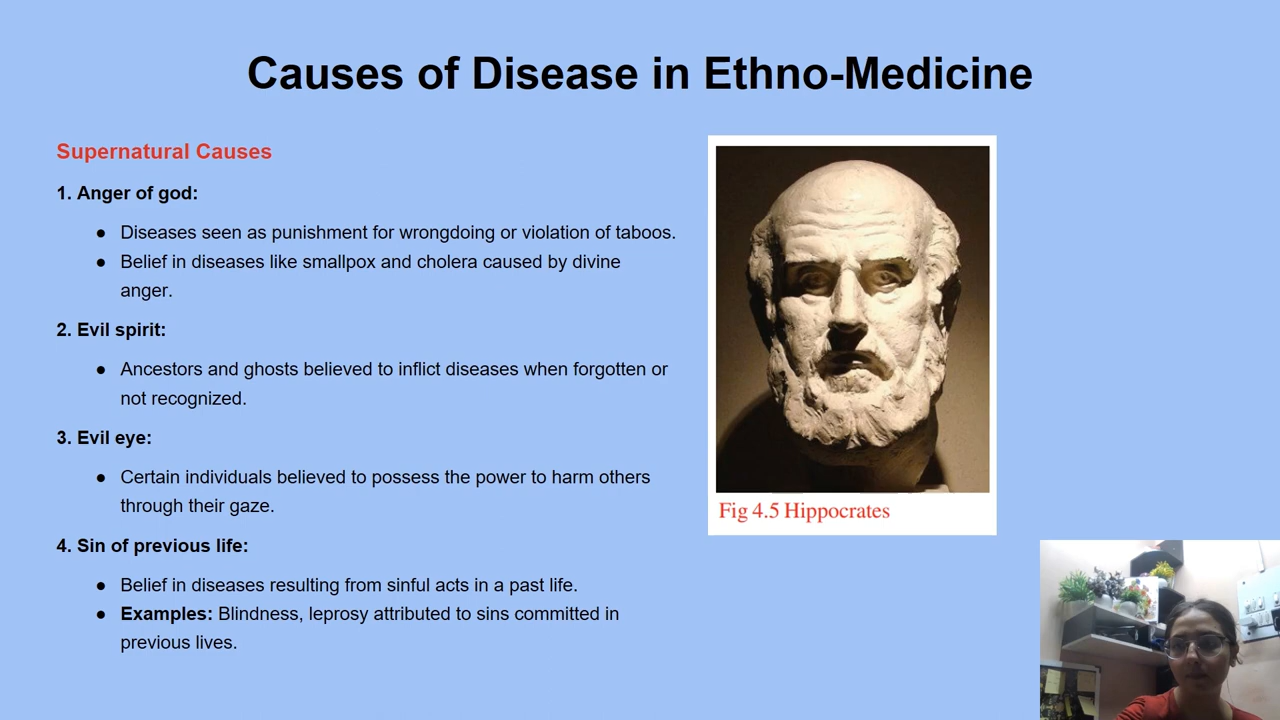 Causes of Disease in Ethno-Medicine
Supernatural Causes
1. Anger of god:
● Diseases seen as punishment for wrongdoing or violation of taboos.
● Belief in diseases like smallpox and cholera caused by divine
anger.
2. Evil spirit:
● Ancestors and ghosts believed to inflict diseases when forgotten or
not recognized.
3. Evil eye:
● Certain individuals believed to possess the power to harm others
through their gaze.
4. Sin of previous life:
● Belief in diseases resulting from sinful acts in a past life.
● Examples: Blindness, leprosy attributed to sins committed in
previous lives.
Fig 4.5 Hippocrates